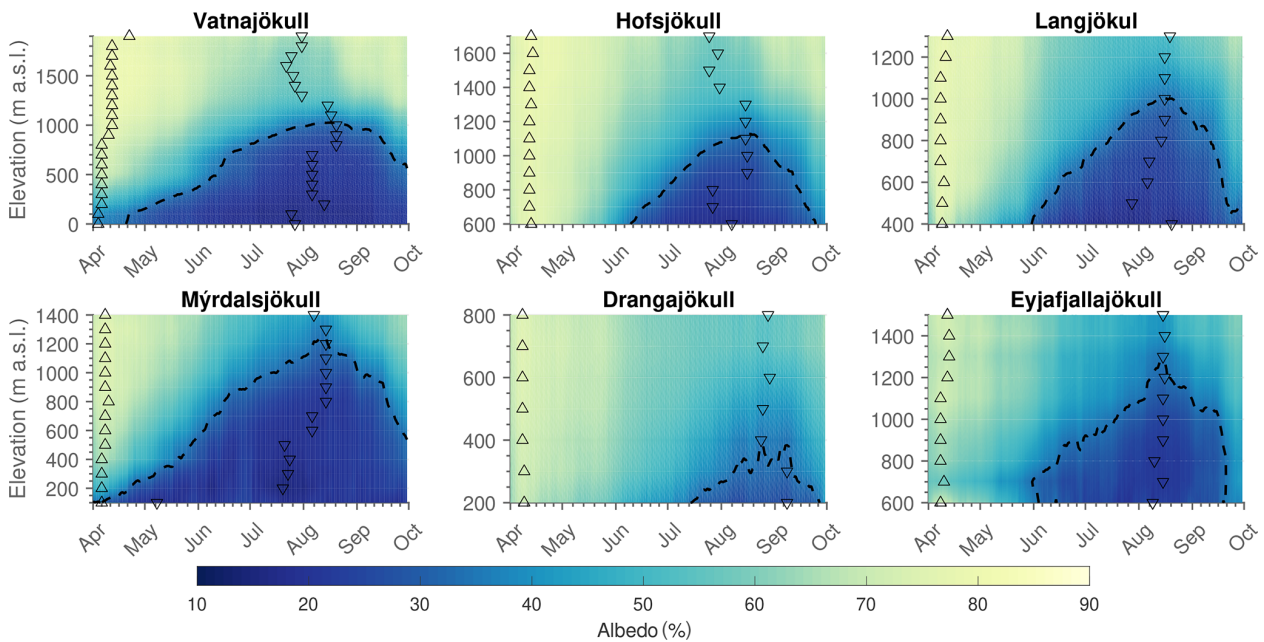 Vatnajökull Hofsjökull Langjökul
Elevation (m a.s.l.)
1500
1000
500
0
1600
1400
1200
1000
800
600
1200
1000
800
600
400
Apr May Jun Jul Aug Sep Oct
Apr May Jun Jul Aug Sep Oct
Apr May Jun Jul Aug Sep Oct
Mýrdalsjökull Drangajökull Eyjafjallajökull
Elevation (m a.s.l.)
1400
1200
1000
800
600
400
200
800
600
400
200
1400
1200
1000
800
600
Apr May Jun Jul Aug Sep Oct
Apr May Jun Jul Aug Sep Oct
Apr May Jun Jul Aug Sep Oct
10 20 30 40 50 60 70 80 90
Albedo (%)